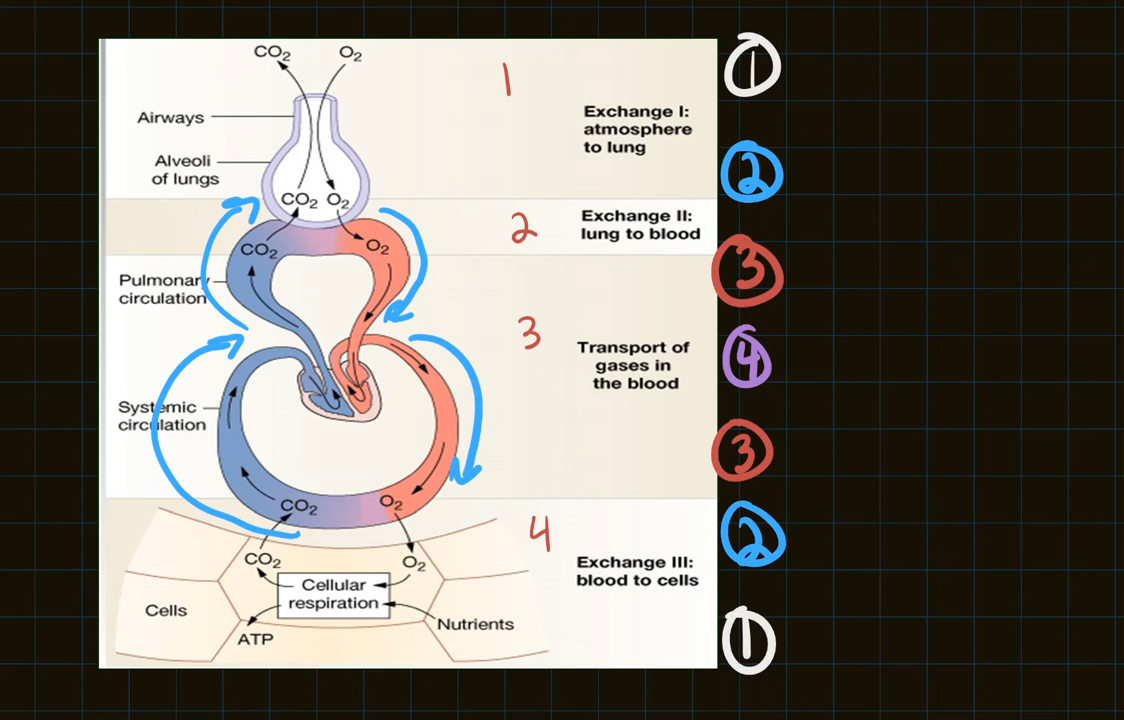 CO₂ O₂
1
①
Airways
Exchange I:
atmosphere
to lung
Alveoli
of lungs
②
CO₂ O₂
2
Exchange II:
lung to blood
CO₂ O₂
③
Pulmonary
circulation
3
Transport of
gases in
the blood
④
Systemic
circulation
③
CO₂ O₂
4
②
CO₂ O₂
Exchange III:
blood to cells
Cellular
respiration
Cells
Nutrients
ATP
①